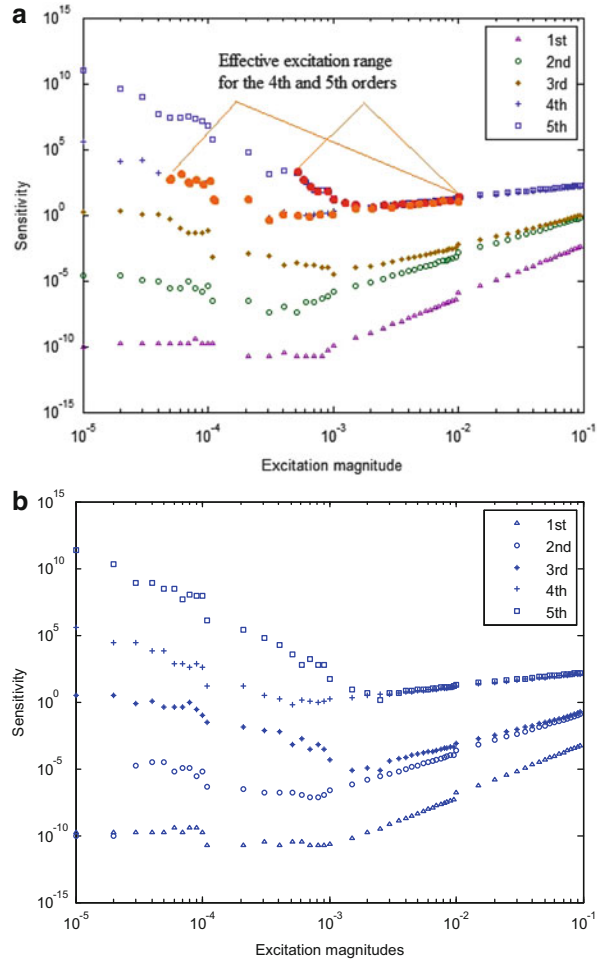 a
Effective excitation range
for the 4th and 5th orders
1st
2nd
3rd
4th
5th
10^15
10^10
10^5
10^0
10^-5
10^-10
10^-15
Sensitivity
10^-5
10^-4
10^-3
10^-2
10^-1
Excitation magnitude
b
1st
2nd
3rd
4th
5th
10^15
10^10
10^5
10^0
10^-5
10^-10
10^-15
Sensitivity
10^-5
10^-4
10^-3
10^-2
10^-1
Excitation magnitudes